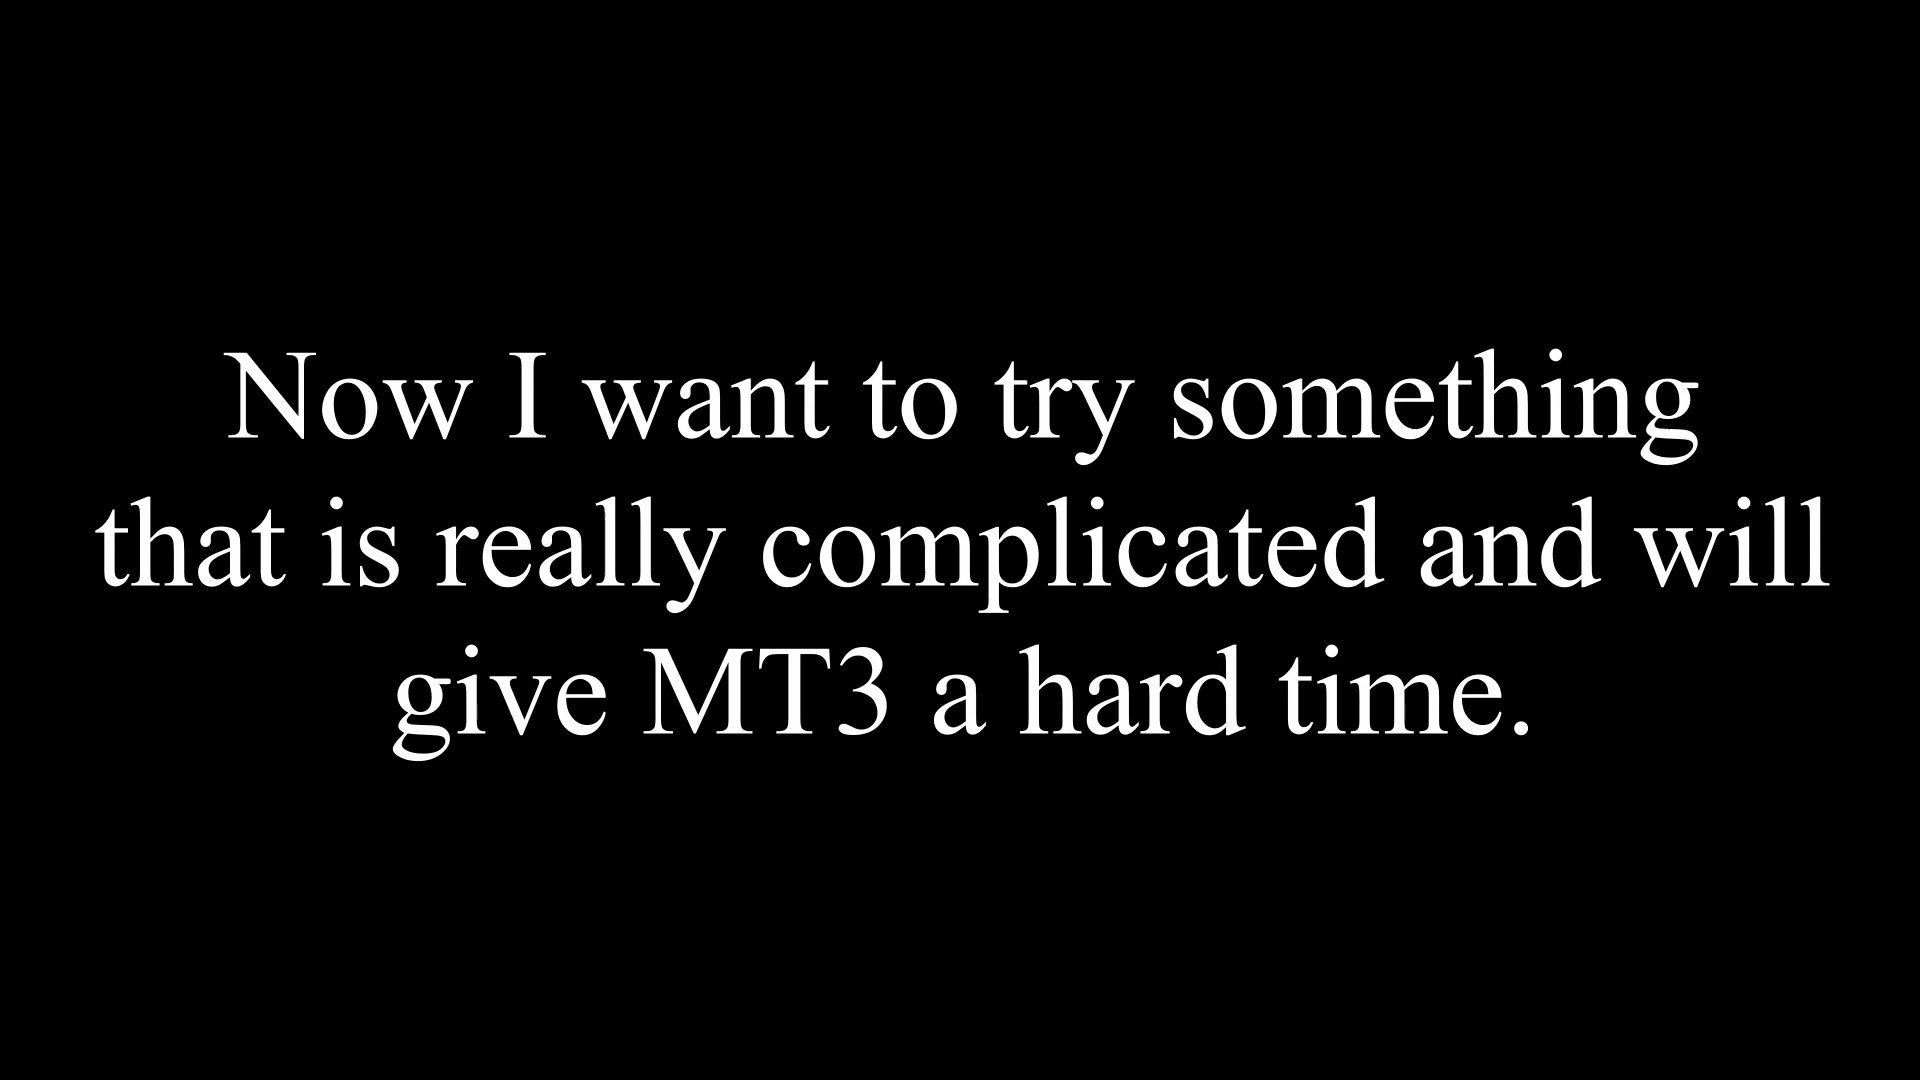 Now I want to try something
that is really complicated and will
give MT3 a hard time.